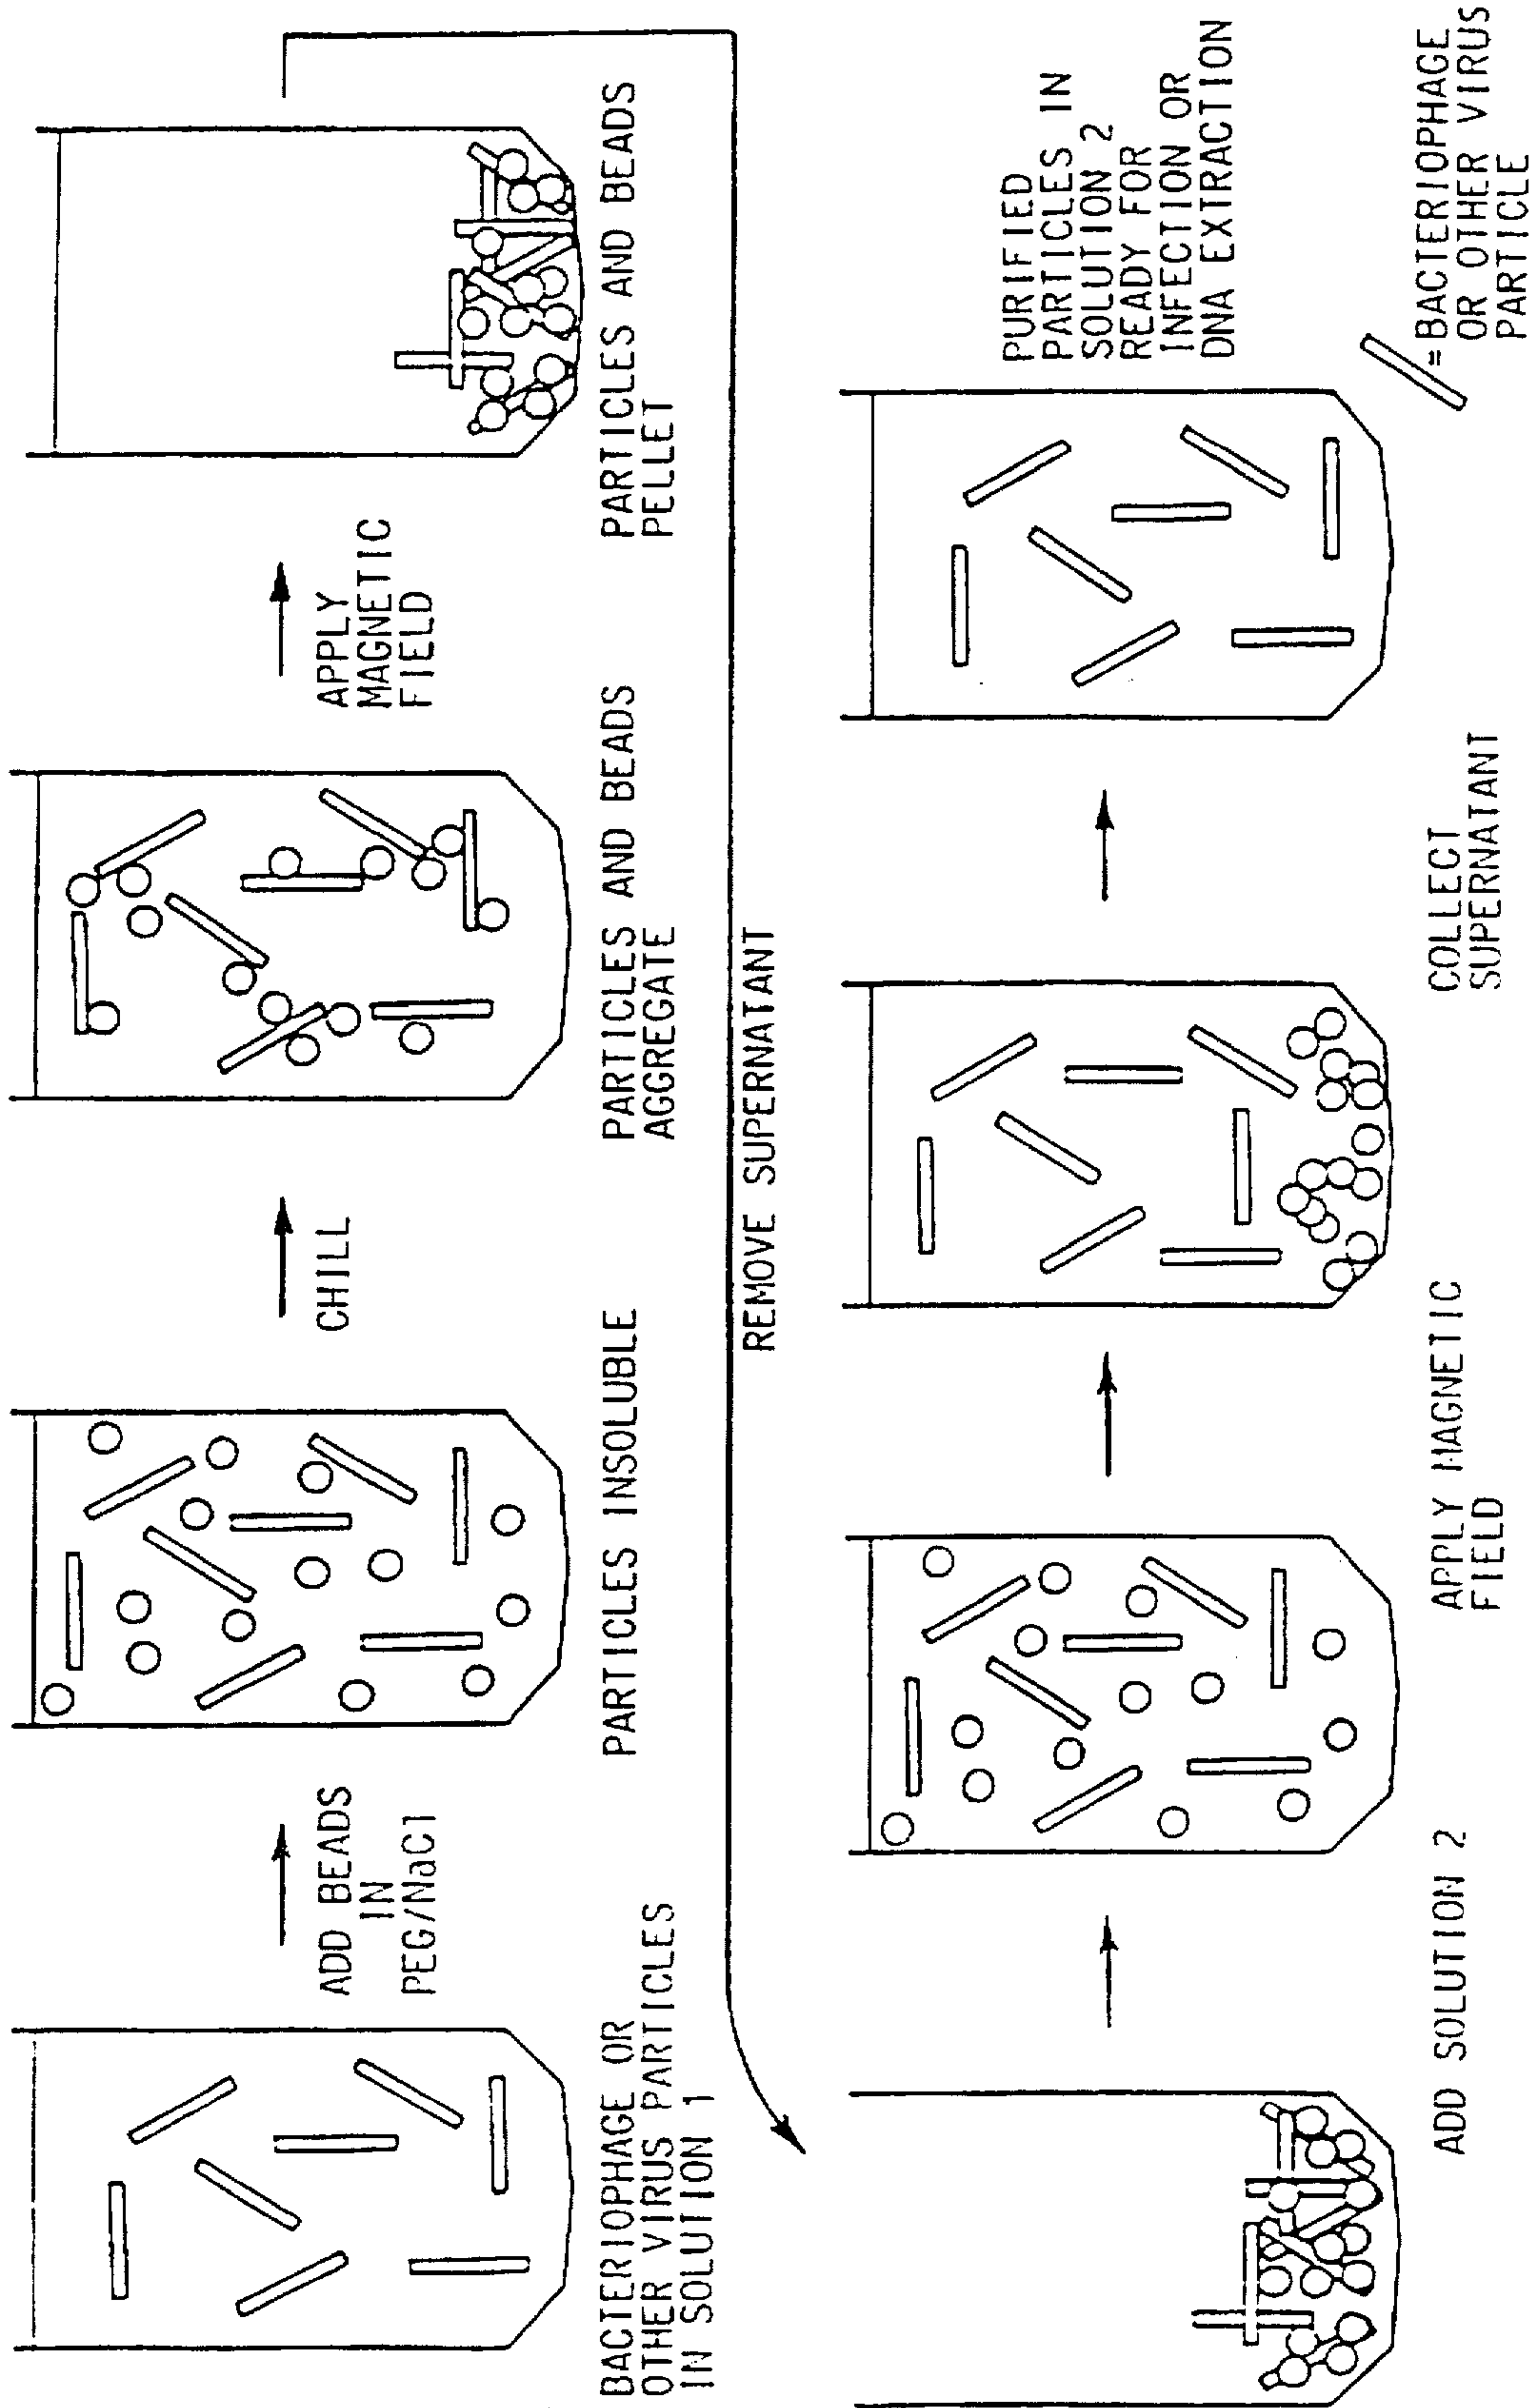 BACTERIOPHAGE OR
OTHER VIRUS PARTICLES
IN SOLUTION 1
ADD BEADS
IN
PEG/NaCl
PARTICLES INSOLUBLE
CHILL
PARTICLES AND BEADS
AGGREGATE
APPLY
MAGNETIC
FIELD
PARTICLES AND BEADS
PELLET
REMOVE SUPERNATANT
ADD SOLUTION 2
APPLY MAGNETIC
FIELD
COLLECT
SUPERNATANT
PURIFIED
PARTICLES IN
SOLUTION 2
READY FOR
INFECTION OR
DNA EXTRACTION
=BACTERIOPHAGE
OR OTHER VIRUS
PARTICLE